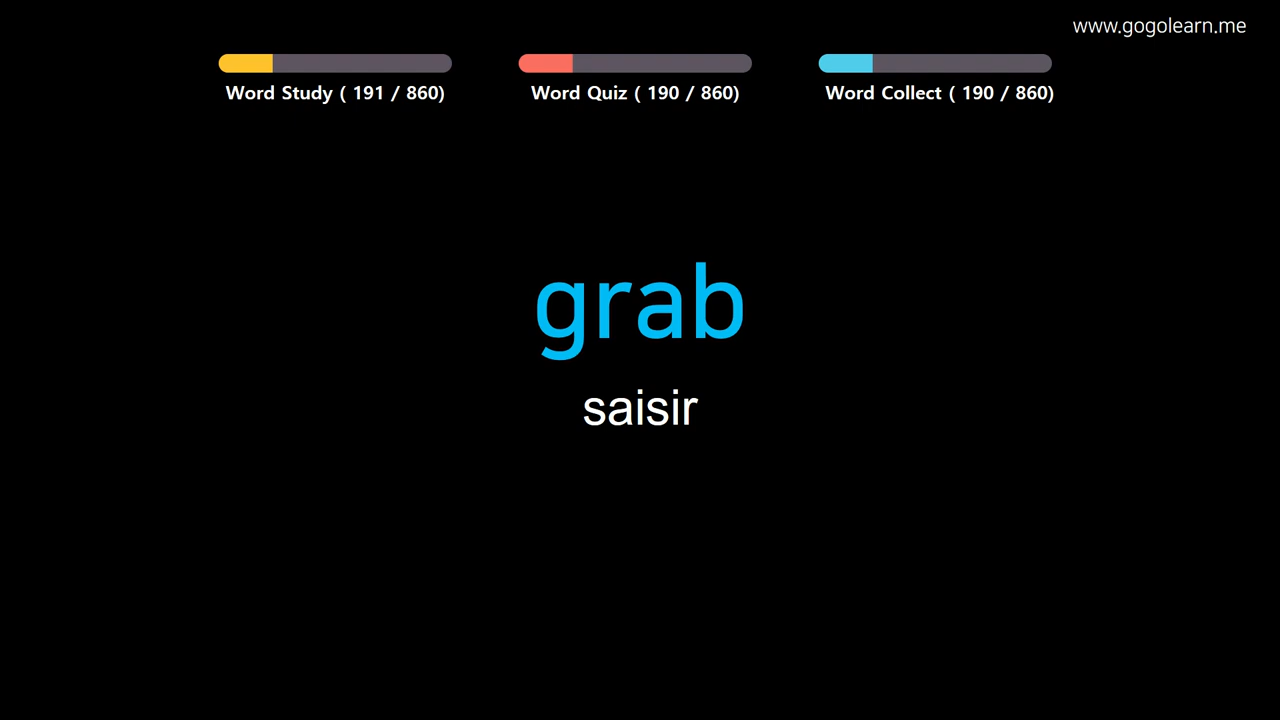 www.gogolearn.me
Word Study ( 191 / 860)
Word Quiz ( 190 / 860)
Word Collect ( 190 / 860)
grab
saisir